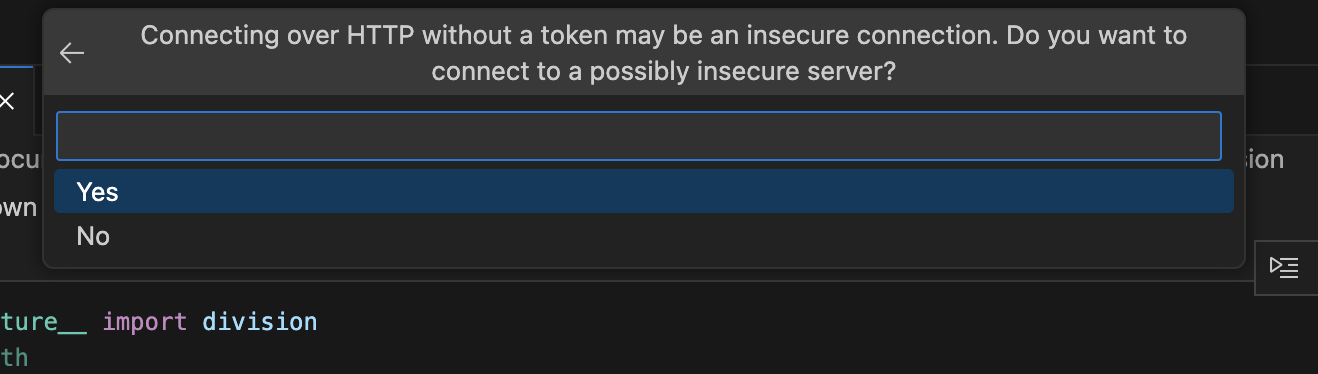 Connecting over HTTP without a token may be an insecure connection. Do you want to
connect to a possibly insecure server?
ocu
ion
Yes
own
No
ture__ import division
th